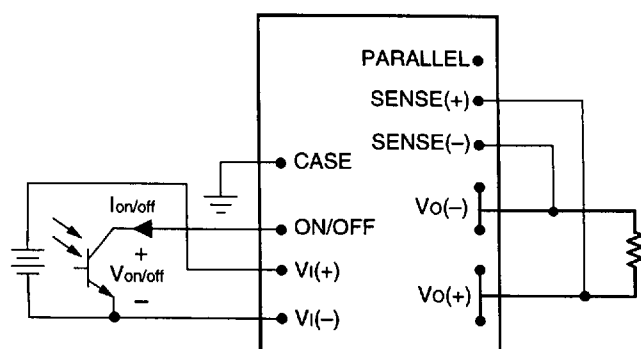 PARALLEL
SENSE(+)
SENSE(–)
CASE
Ion/off
ON/OFF
VO(–)
+
Von/off
–
VI(+)
VO(+)
VI(–)